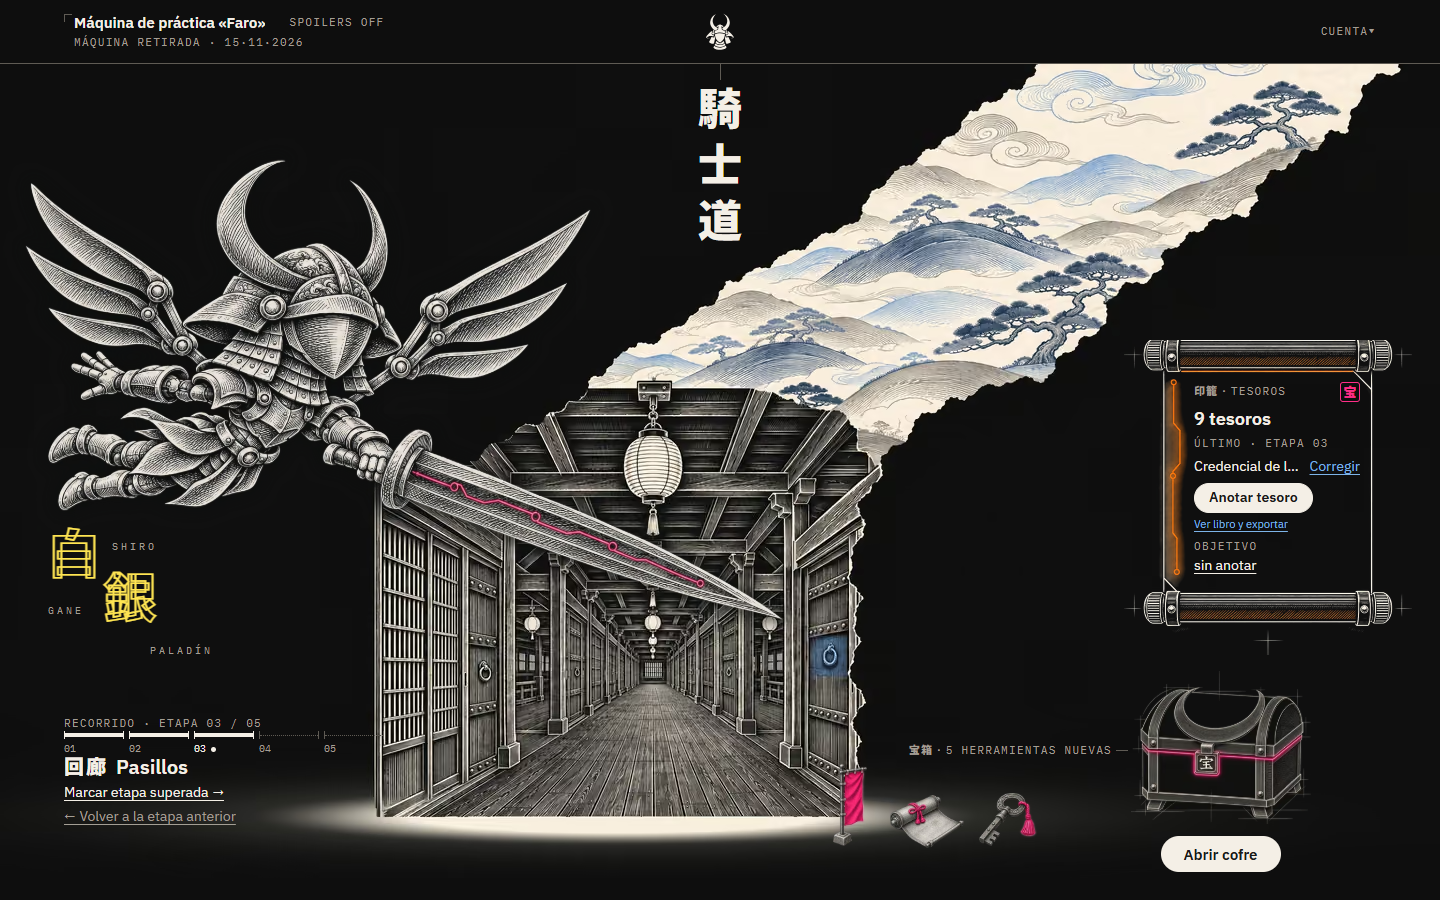 Máquina de práctica «Faro» SPOILERS OFF
MÁQUINA RETIRADA · 15·11·2026
CUENTA▾
騎
士
道
印籠 · TESOROS
宝
9 tesoros
ÚLTIMO · ETAPA 03
Credencial de l... Corregir
Anotar tesoro
Ver libro y exportar
OBJETIVO
sin anotar
白 SHIRO
GANE 銀
PALADÍN
RECORRIDO · ETAPA 03 / 05
01 02 03 04 05
回廊 Pasillos
Marcar etapa superada →
← Volver a la etapa anterior
宝箱 · 5 HERRAMIENTAS NUEVAS
宝
Abrir cofre